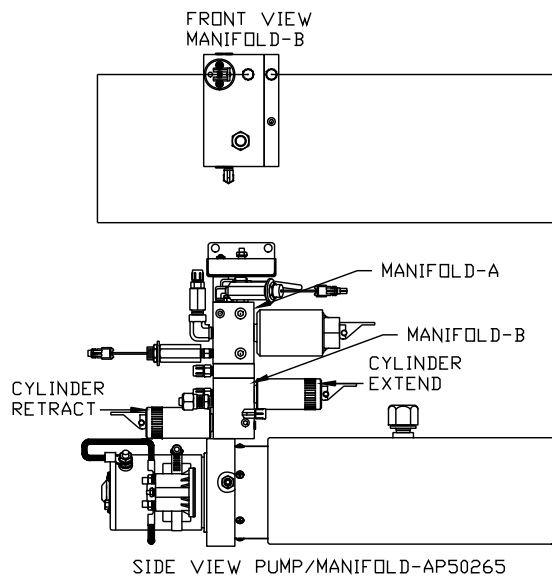 FRONT VIEW
MANIFOLD-B
MANIFOLD-A
MANIFOLD-B
CYLINDER
EXTEND
CYLINDER
RETRACT
SIDE VIEW PUMP/MANIFOLD-AP50265